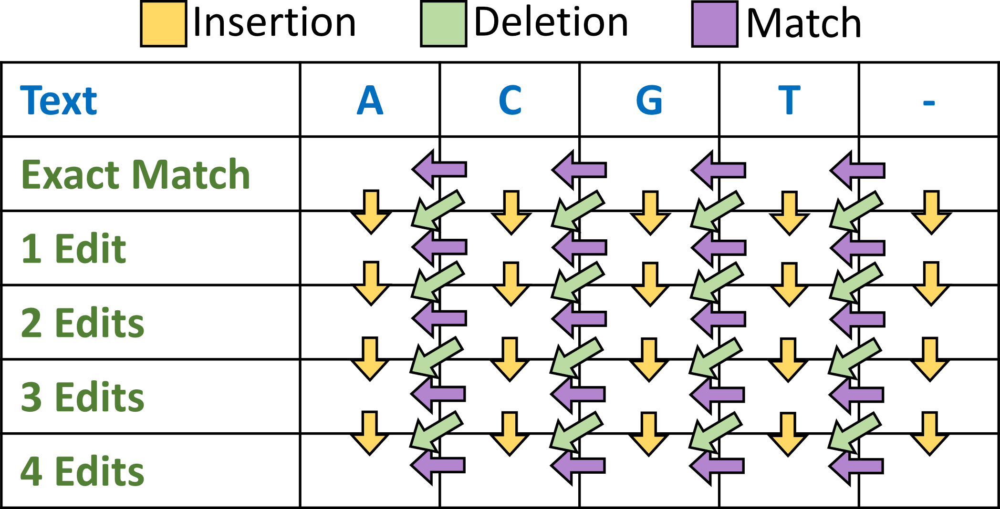 Insertion Deletion Match
Text A C G T -
Exact Match
1 Edit
2 Edits
3 Edits
4 Edits